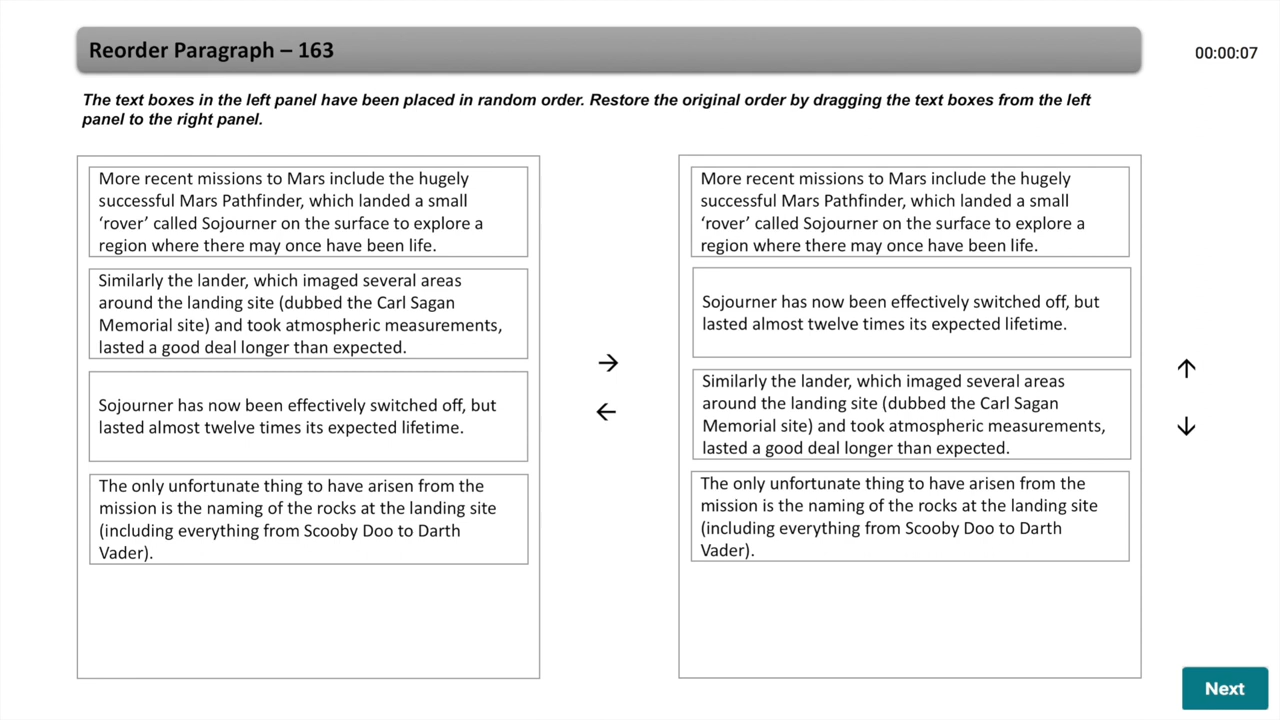 Reorder Paragraph – 163
00:00:07
The text boxes in the left panel have been placed in random order. Restore the original order by dragging the text boxes from the left
panel to the right panel.
More recent missions to Mars include the hugely
successful Mars Pathfinder, which landed a small
‘rover’ called Sojourner on the surface to explore a
region where there may once have been life.
Similarly the lander, which imaged several areas
around the landing site (dubbed the Carl Sagan
Memorial site) and took atmospheric measurements,
lasted a good deal longer than expected.
Sojourner has now been effectively switched off, but
lasted almost twelve times its expected lifetime.
The only unfortunate thing to have arisen from the
mission is the naming of the rocks at the landing site
(including everything from Scooby Doo to Darth
Vader).
More recent missions to Mars include the hugely
successful Mars Pathfinder, which landed a small
‘rover’ called Sojourner on the surface to explore a
region where there may once have been life.
Sojourner has now been effectively switched off, but
lasted almost twelve times its expected lifetime.
Similarly the lander, which imaged several areas
around the landing site (dubbed the Carl Sagan
Memorial site) and took atmospheric measurements,
lasted a good deal longer than expected.
The only unfortunate thing to have arisen from the
mission is the naming of the rocks at the landing site
(including everything from Scooby Doo to Darth
Vader).
Next